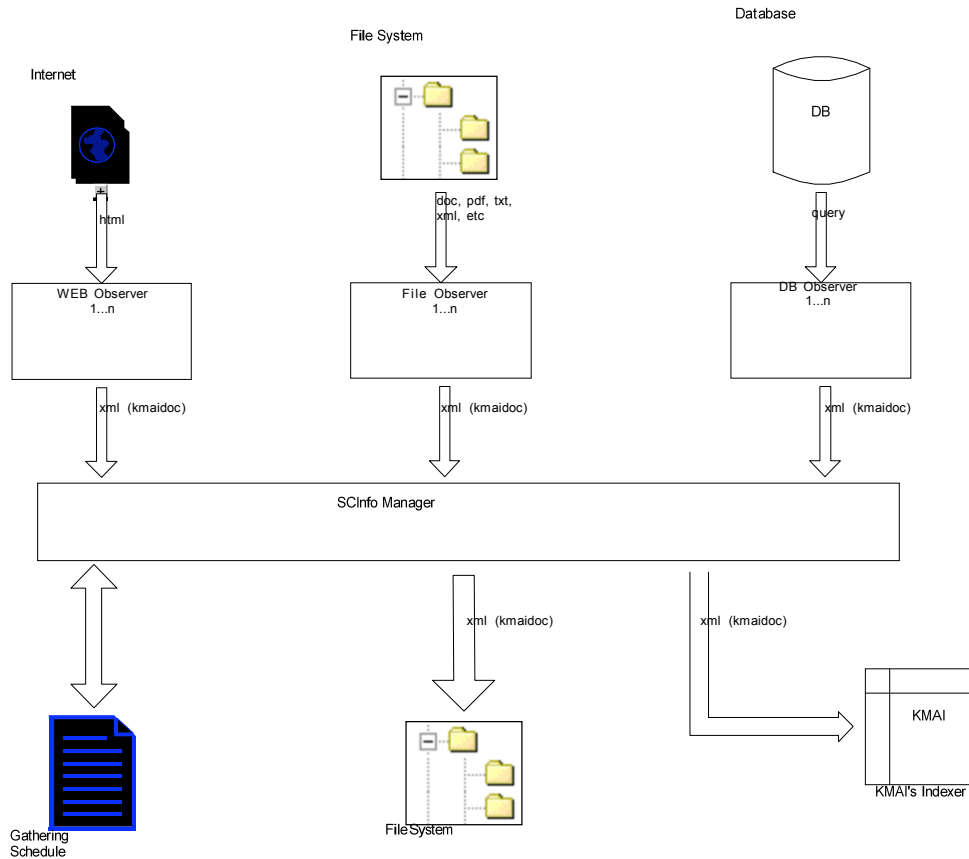 Database
File System
Internet
DB
html
doc, pdf, txt,
xml, etc
query
WEB Observer
1...n
File Observer
1...n
DB Observer
1...n
xml (kmaidoc)
xml (kmaidoc)
xml (kmaidoc)
SCInfo Manager
xml (kmaidoc)
xml (kmaidoc)
KMAI
KMAI's Indexer
FileSystem
Gathering
Schedule